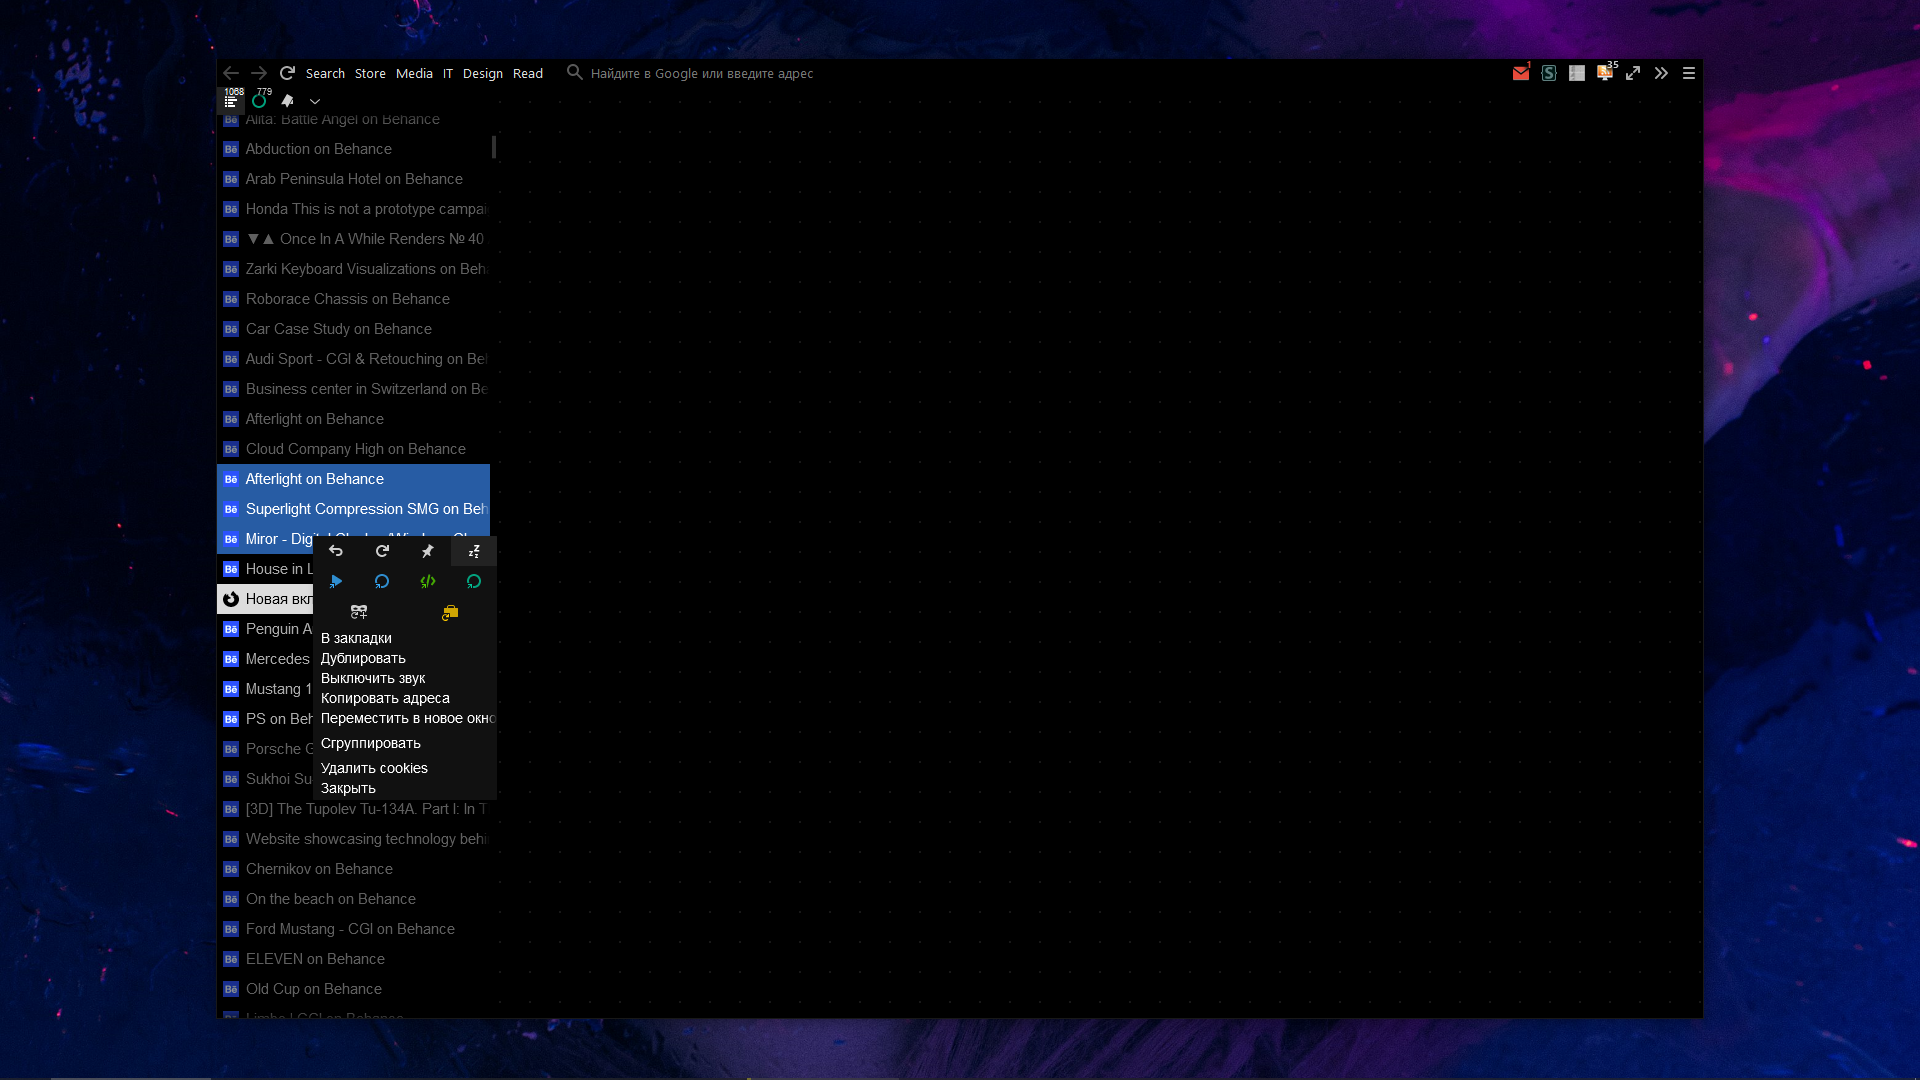 Search Store Media IT Design Read Найдите в Google или введите адрес 1 35
1068 779
Alita: Battle Angel on Behance
Abduction on Behance
Arab Peninsula Hotel on Behance
Honda This is not a prototype campai
▼▲ Once In A While Renders № 40
Zarki Keyboard Visualizations on Beha
Roborace Chassis on Behance
Car Case Study on Behance
Audi Sport - CGI & Retouching on Beh
Business center in Switzerland on Be
Afterlight on Behance
Cloud Company High on Behance
Afterlight on Behance
Superlight Compression SMG on Beh
Miror - Digital
House in L
Новая вкл
Penguin A
Mercedes
Mustang 1
PS on Beh
Porsche G
Sukhoi Su-
В закладки
Дублировать
Выключить звук
Копировать адреса
Переместить в новое окно
Сгруппировать
Удалить cookies
Закрыть
[3D] The Tupolev Tu-134A. Part I: In T
Website showcasing technology behi
Chernikov on Behance
On the beach on Behance
Ford Mustang - CGI on Behance
ELEVEN on Behance
Old Cup on Behance